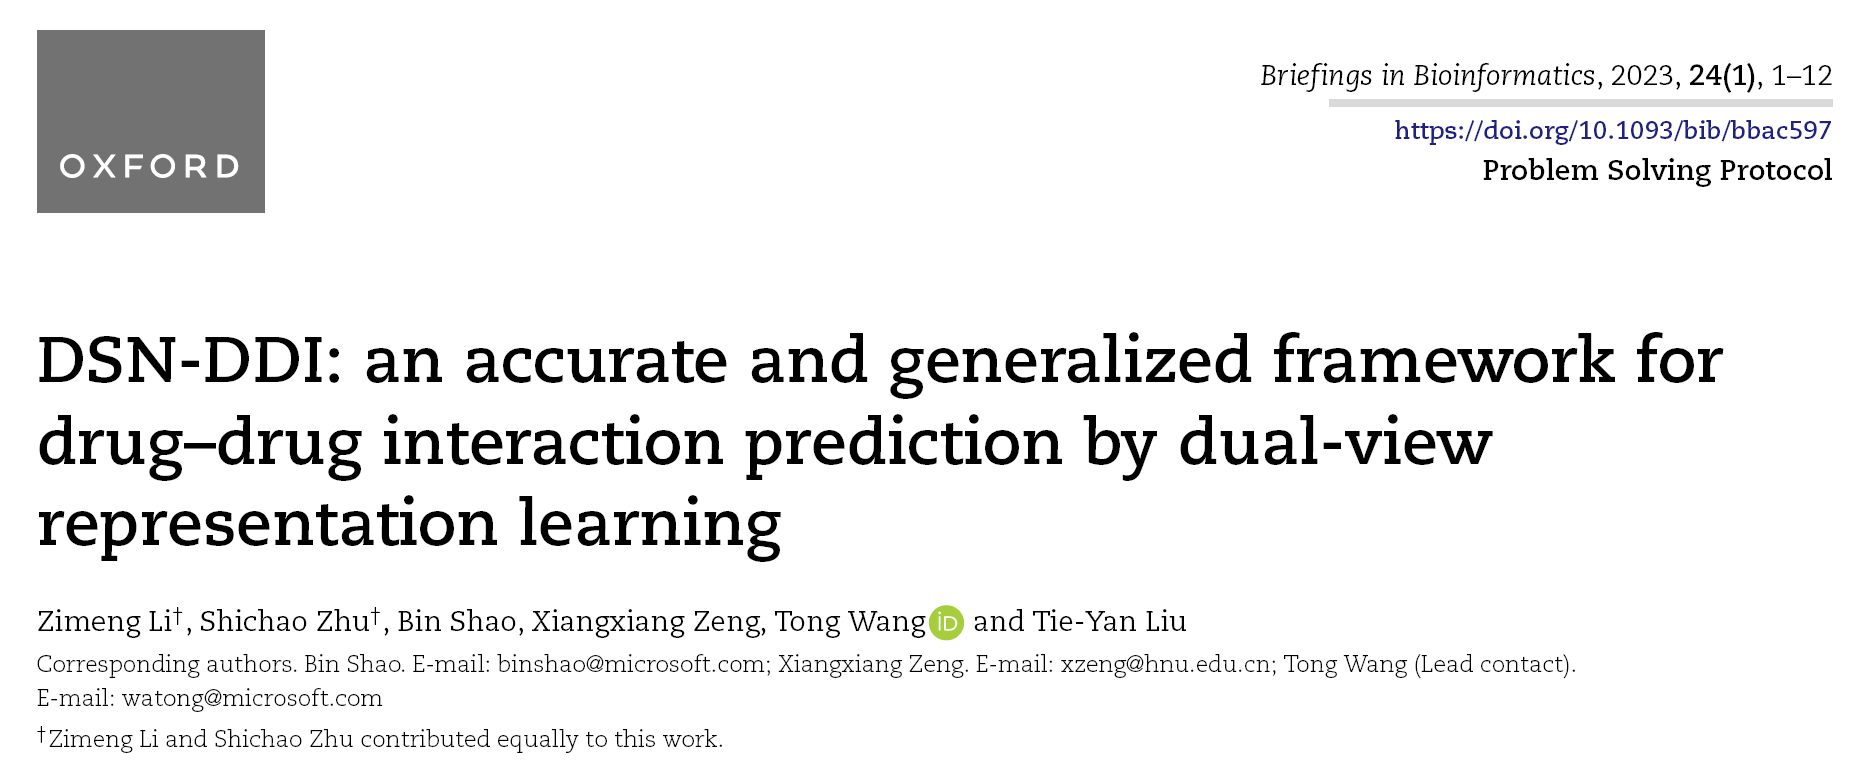 OXFORD
Briefings in Bioinformatics, 2023, 24(1), 1–12
https://doi.org/10.1093/bib/bbac597
Problem Solving Protocol
DSN-DDI: an accurate and generalized framework for
drug–drug interaction prediction by dual-view
representation learning
Zimeng Li†, Shichao Zhu†, Bin Shao, Xiangxiang Zeng, Tong Wang iD and Tie-Yan Liu
Corresponding authors. Bin Shao. E-mail: binshao@microsoft.com; Xiangxiang Zeng. E-mail: xzeng@hnu.edu.cn; Tong Wang (Lead contact).
E-mail: watong@microsoft.com
†Zimeng Li and Shichao Zhu contributed equally to this work.